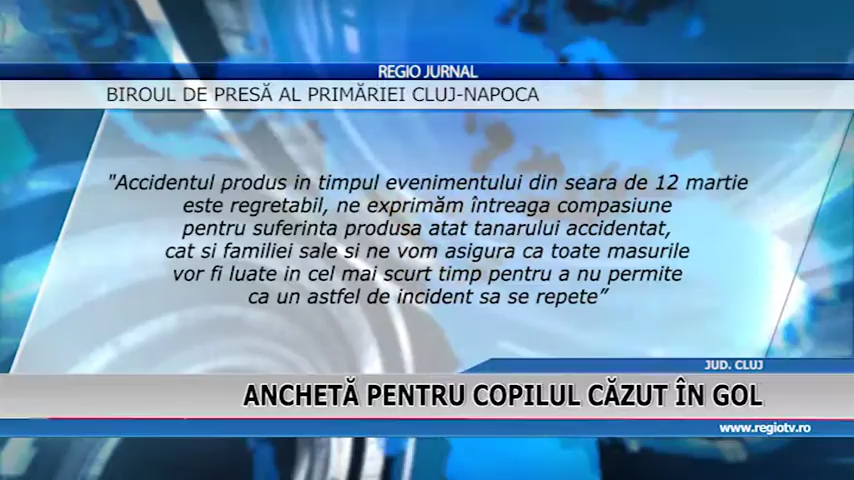 REGIO JURNAL
BIROUL DE PRESĂ AL PRIMĂRIEI CLUJ-NAPOCA
"Accidentul produs in timpul evenimentului din seara de 12 martie
este regretabil, ne exprimăm întreaga compasiune
pentru suferinta produsa atat tanarului accidentat,
cat si familiei sale si ne vom asigura ca toate masurile
vor fi luate in cel mai scurt timp pentru a nu permite
ca un astfel de incident sa se repete”
JUD. CLUJ
ANCHETĂ PENTRU COPILUL CĂZUT ÎN GOL
www.regiotv.ro